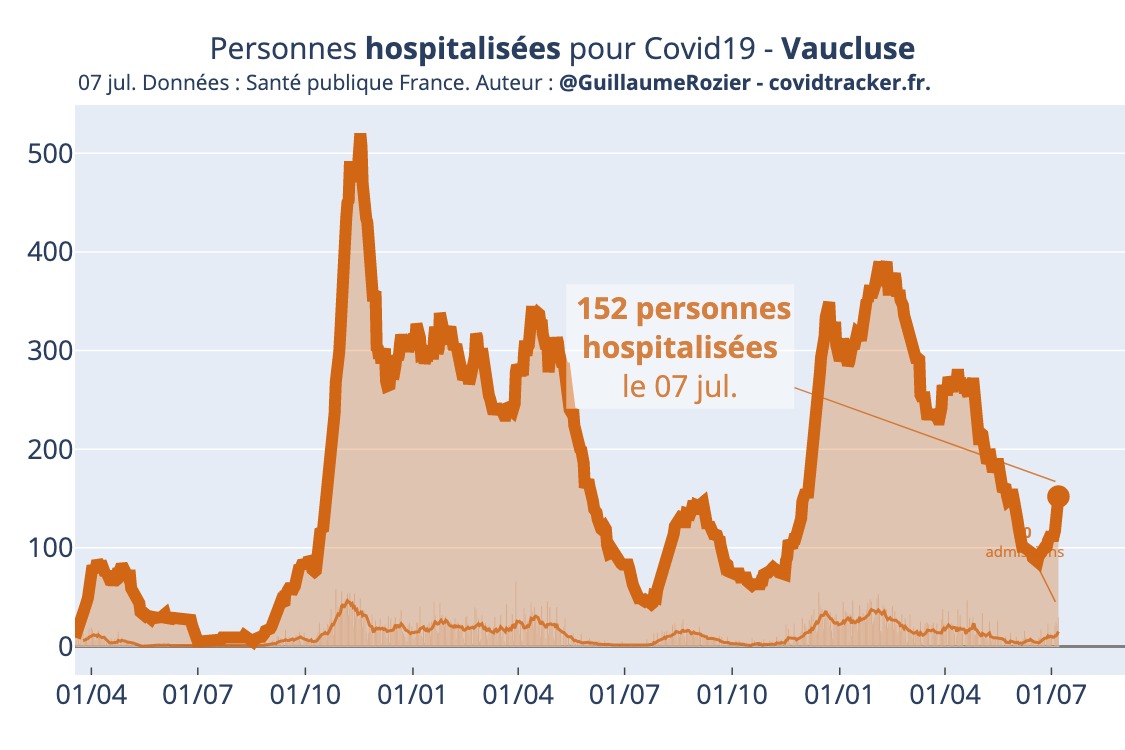 Personnes hospitalisées pour Covid19 - Vaucluse
07 jul. Données : Santé publique France. Auteur : @GuillaumeRozier - covidtracker.fr.
500
400
300
200
100
0
152 personnes
hospitalisées
le 07 jul.
01/04 01/07 01/10 01/01 01/04 01/07 01/10 01/01 01/04 01/07